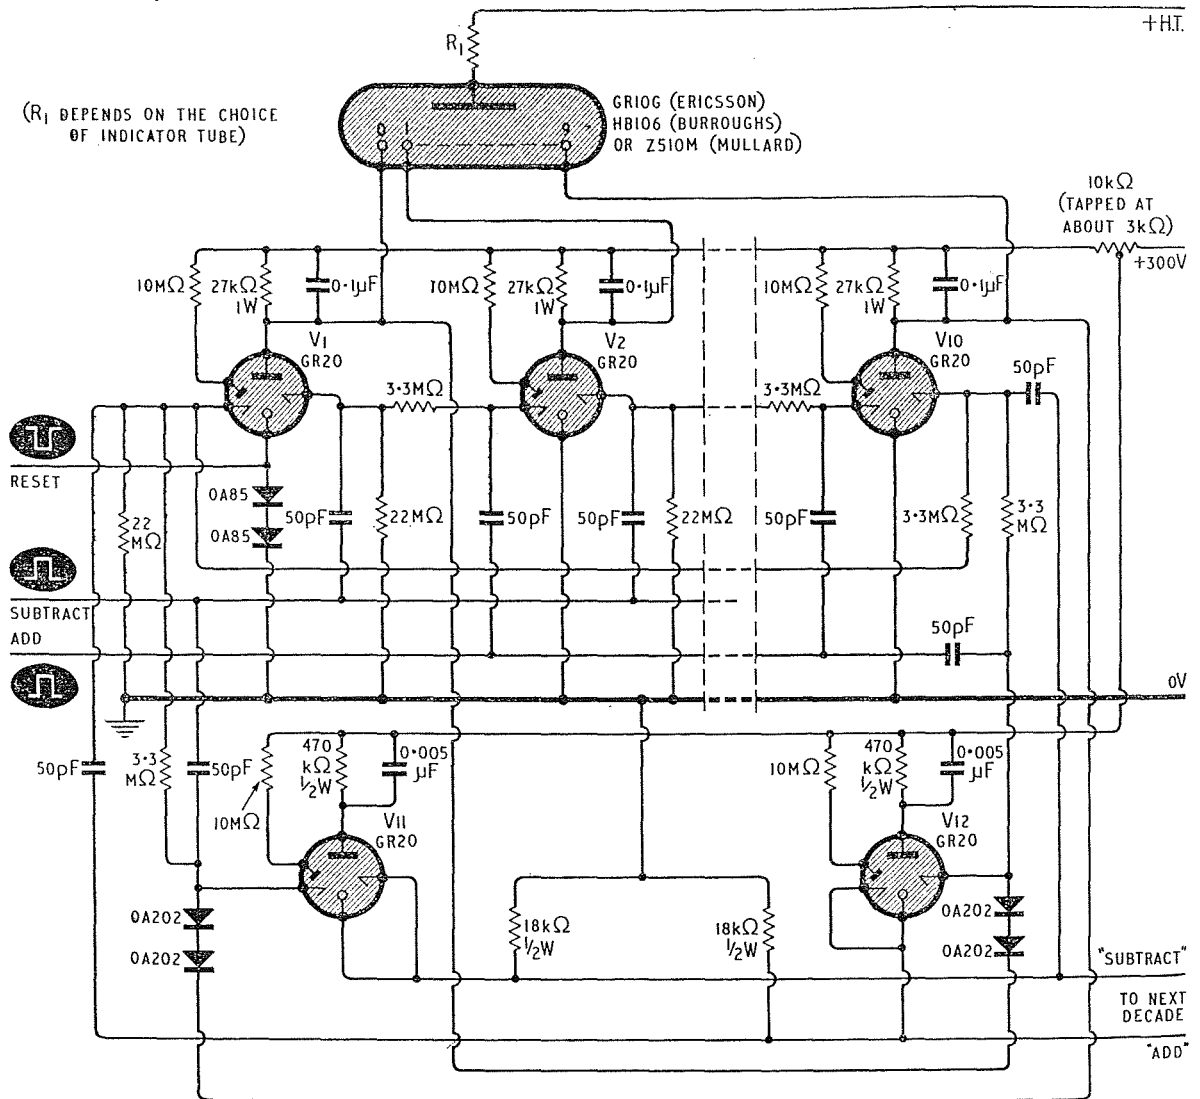 +H.T.
R1
(R1 DEPENDS ON THE CHOICE
OF INDICATOR TUBE)
GR10G (ERICSSON)
HB106 (BURROUGHS)
OR Z510M (MULLARD)
0 1 9
10kΩ
(TAPPED AT
ABOUT 3kΩ)
+300V
10MΩ
27kΩ
1W
0·1µF
10MΩ
27kΩ
1W
0·1µF
10MΩ
27kΩ
1W
0·1µF
V1
GR20
V2
GR20
V10
GR20
3·3MΩ
3·3MΩ
50pF
RESET
OA85
OA85
22
MΩ
50pF
22MΩ
50pF
50pF
22MΩ
50pF
3·3MΩ
3·3
MΩ
SUBTRACT
ADD
50pF
0V
50pF
3·3
MΩ
50pF
10MΩ
470
kΩ
½W
0·005
µF
V11
GR20
10MΩ
470
kΩ
½W
0·005
µF
V12
GR20
OA202
OA202
18kΩ
½W
18kΩ
½W
OA202
OA202
"SUBTRACT"
TO NEXT
DECADE
"ADD"